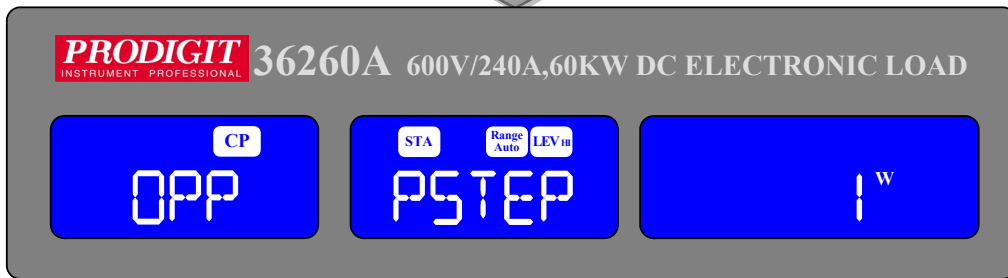 PRODIGIT
INSTRUMENT PROFESSIONAL
36260A 600V/240A,60KW DC ELECTRONIC LOAD
CP
OPP
STA
Range
Auto
LEV HI
PSTEP
1 W